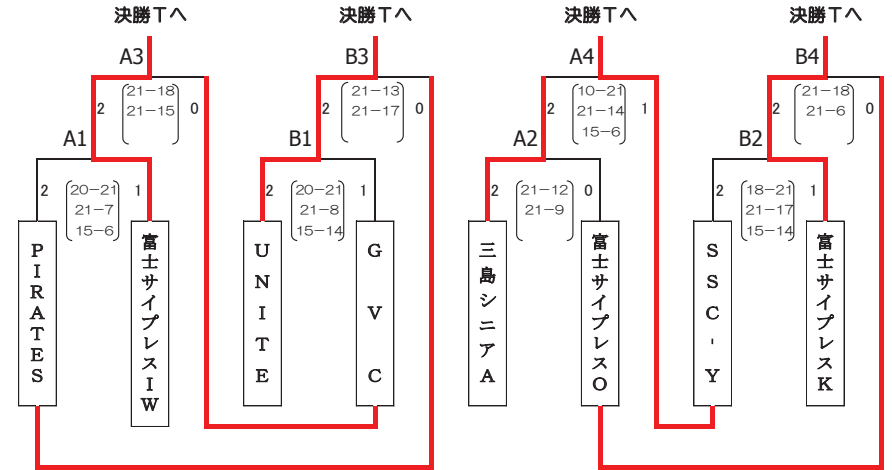 決勝Tへ 決勝Tへ 決勝Tへ 決勝Tへ
A3 B3 A4 B4
2 21-18 0 2 21-13 0 2 10-21 1 2 21-18 0
21-15 21-17 21-14 21-6
15-6
A1 B1 A2 B2
2 20-21 1 2 20-21 1 2 21-12 0 2 18-21 1
21-7 21-8 21-9 21-17
15-6 15-14 15-14
PIRATES
富士サイプレスIW
UNITE
GVC
三島シニアA
富士サイプレスO
SSC-Y
富士サイプレスK